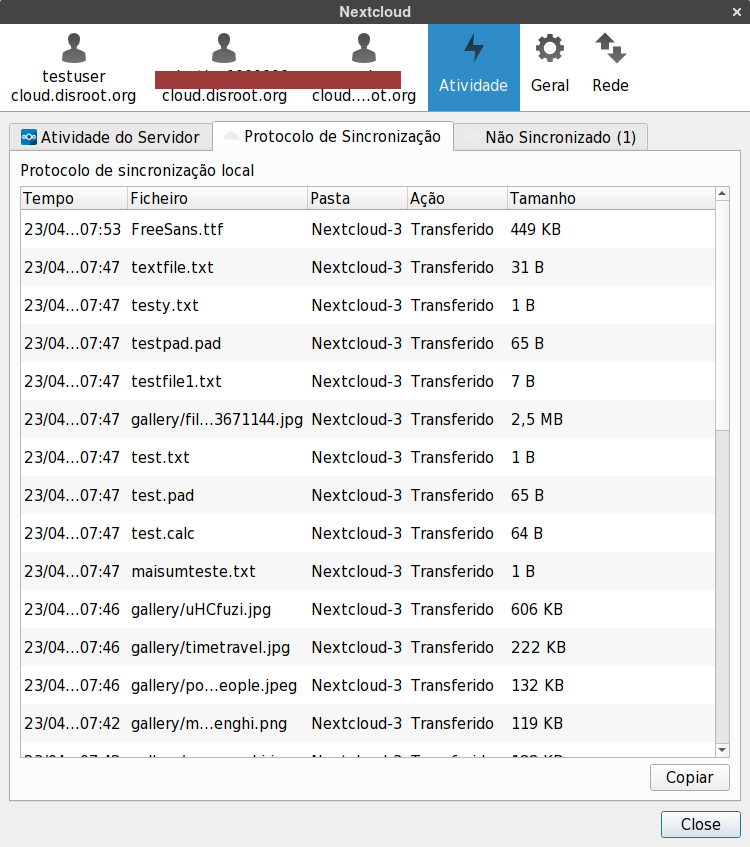 Nextcloud
testuser
cloud.disroot.org
cloud.disroot.org
cloud....ot.org
Atividade
Geral
Rede
Atividade do Servidor
Protocolo de Sincronização
Não Sincronizado (1)
Protocolo de sincronização local
Tempo Ficheiro Pasta Ação Tamanho
23/04...07:53 FreeSans.ttf Nextcloud-3 Transferido 449 KB
23/04...07:47 textfile.txt Nextcloud-3 Transferido 31 B
23/04...07:47 testy.txt Nextcloud-3 Transferido 1 B
23/04...07:47 testpad.pad Nextcloud-3 Transferido 65 B
23/04...07:47 testfile1.txt Nextcloud-3 Transferido 7 B
23/04...07:47 gallery/fil...3671144.jpg Nextcloud-3 Transferido 2,5 MB
23/04...07:47 test.txt Nextcloud-3 Transferido 1 B
23/04...07:47 test.pad Nextcloud-3 Transferido 65 B
23/04...07:47 test.calc Nextcloud-3 Transferido 64 B
23/04...07:47 maisumteste.txt Nextcloud-3 Transferido 1 B
23/04...07:46 gallery/uHCfuzi.jpg Nextcloud-3 Transferido 606 KB
23/04...07:46 gallery/timetravel.jpg Nextcloud-3 Transferido 222 KB
23/04...07:46 gallery/po...eople.jpeg Nextcloud-3 Transferido 132 KB
23/04...07:42 gallery/m...enghi.png Nextcloud-3 Transferido 119 KB
Copiar
Close